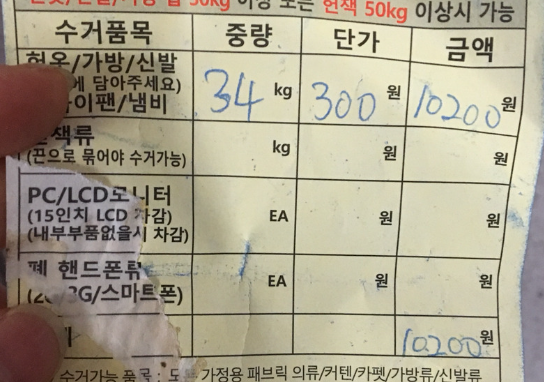 이상 또는 헌책 50kg 이상시 가능
수거품목 중량 단가 금액
헌옷/가방/신발
담아주세요)
34 kg 300 원 10200 원
이팬/냄비
책류 kg 원 원
(끈으로 묶어야 수거가능)
PC/LCD모니터
(15인치 LCD 차감) EA 원 원
(내부부품없을시 차감)
폐 핸드폰류 EA 원 원
3G/스마트폰)
10200 원
수거가능 품목 : 가정용 패브릭 의류/커텐/카펫/가방류/신발류